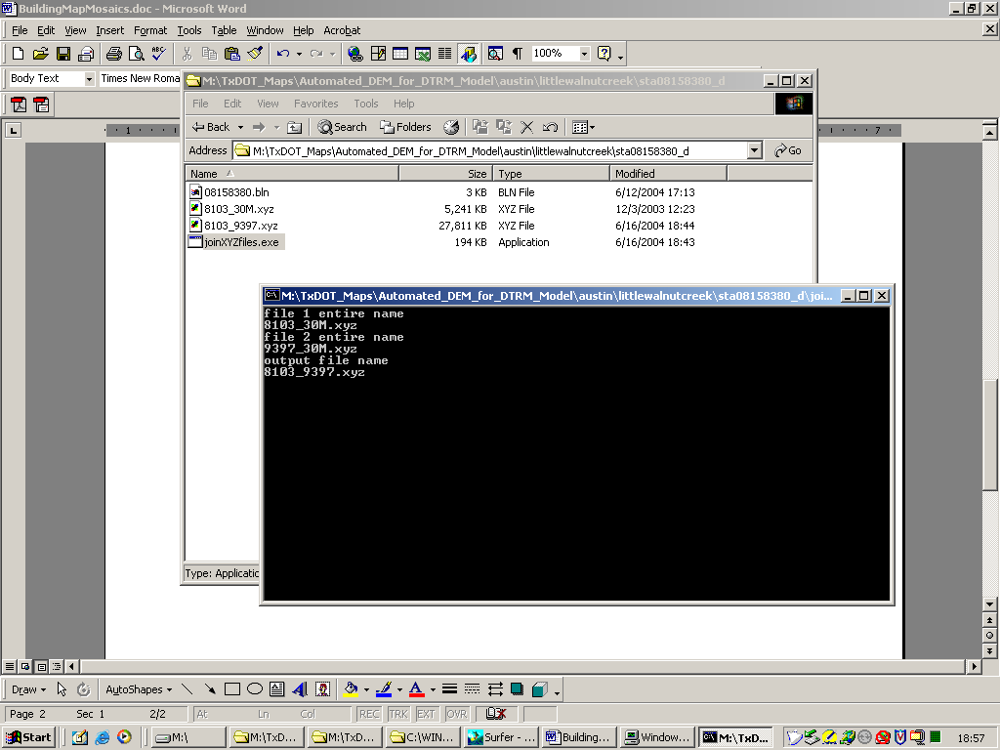 BuildingMapMosaics.doc - Microsoft Word
File Edit View Insert Format Tools Table Window Help Acrobat
100%
Body Text Times New Roma
M:\TxDOT_Maps\Automated_DEM_for_DTRM_Model\austin\littlewalnutcreek\sta08158380_d
File Edit View Favorites Tools Help
Back Search Folders
Address M:\TxDOT_Maps\Automated_DEM_for_DTRM_Model\austin\littlewalnutcreek\sta08158380_d Go
1 7
Name Size Type Modified
08158380.bln 3 KB BLN File 6/12/2004 17:13
8103_30M.xyz 5,241 KB XYZ File 12/3/2003 12:23
8103_9397.xyz 27,811 KB XYZ File 6/16/2004 18:44
joinXYZfiles.exe 194 KB Application 6/16/2004 18:43
M:\TxDOT_Maps\Automated_DEM_for_DTRM_Model\austin\littlewalnutcreek\sta08158380_d\joi...
file 1 entire name
8103_30M.xyz
file 2 entire name
9397_30M.xyz
output file name
8103_9397.xyz
Type: Applicatio
Draw AutoShapes
Page 2 Sec 1 2/2 At Ln Col REC TRK EXT OVR
Start M:\ M:\TxD... M:\TxD... C:\WIN... Surfer - ... Building... Window... M:\TxD... 18:57